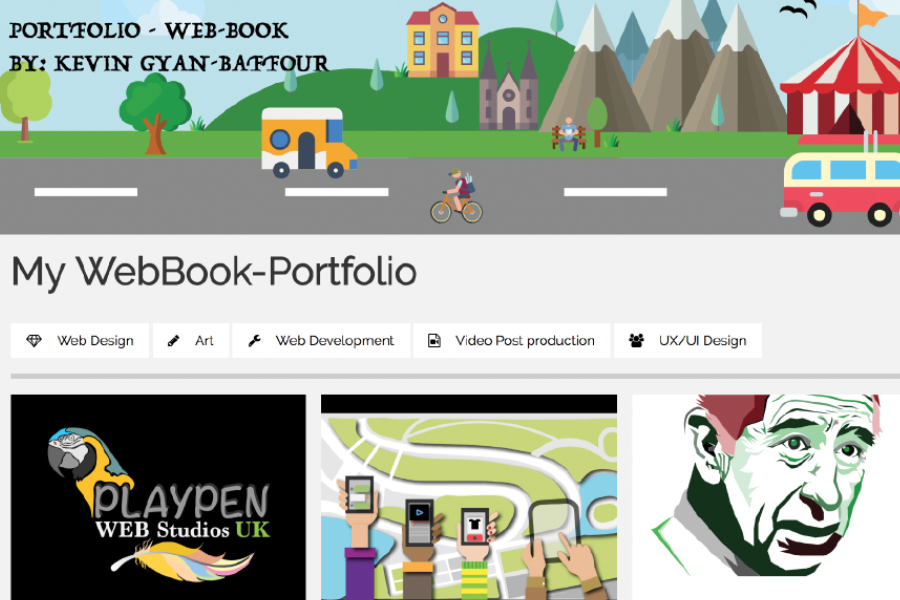 PORTFOLIO - WEB-BOOK
BY: KEVIN GYAN-BAFFOUR
My WebBook-Portfolio
Web Design Art Web Development Video Post production UX/UI Design
PLAYPEN
WEB Studios UK